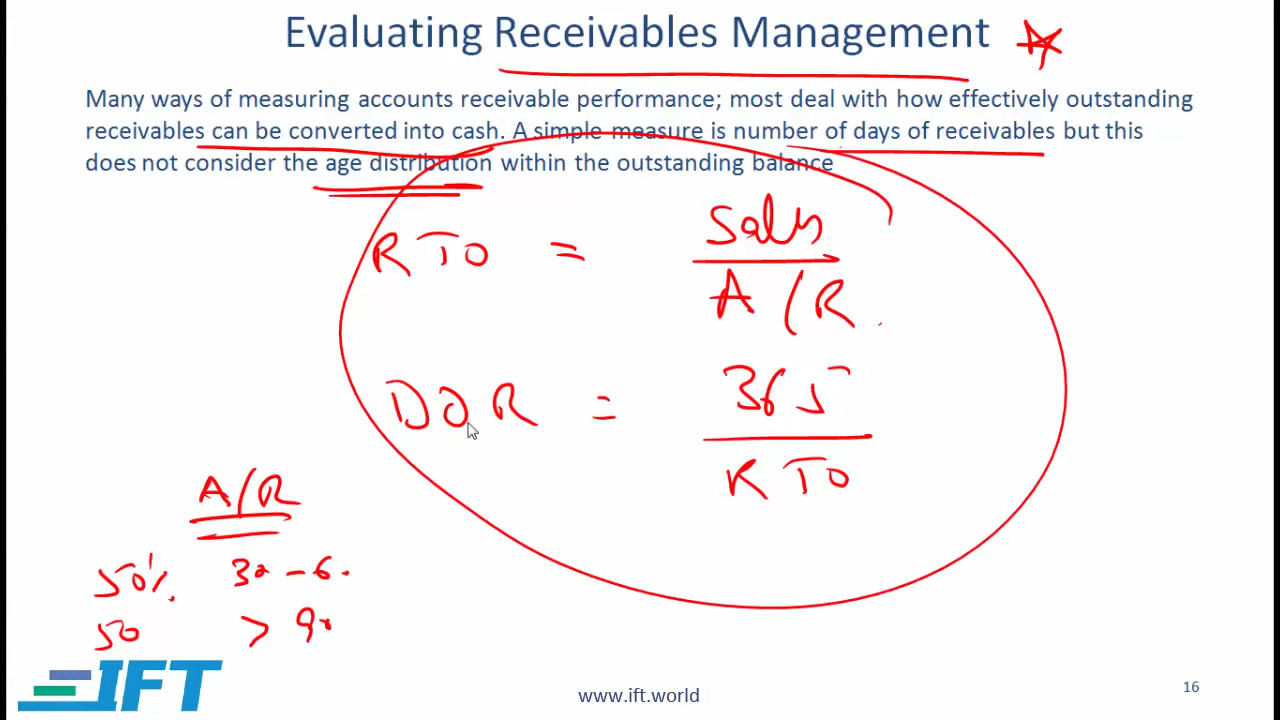 Evaluating Receivables Management
Many ways of measuring accounts receivable performance; most deal with how effectively outstanding
receivables can be converted into cash. A simple measure is number of days of receivables but this
does not consider the age distribution within the outstanding balance
RTO = Sales
A/R
DOR = 365
RTO
A/R
50% 30-60
50 > 90
IFT
www.ift.world
16